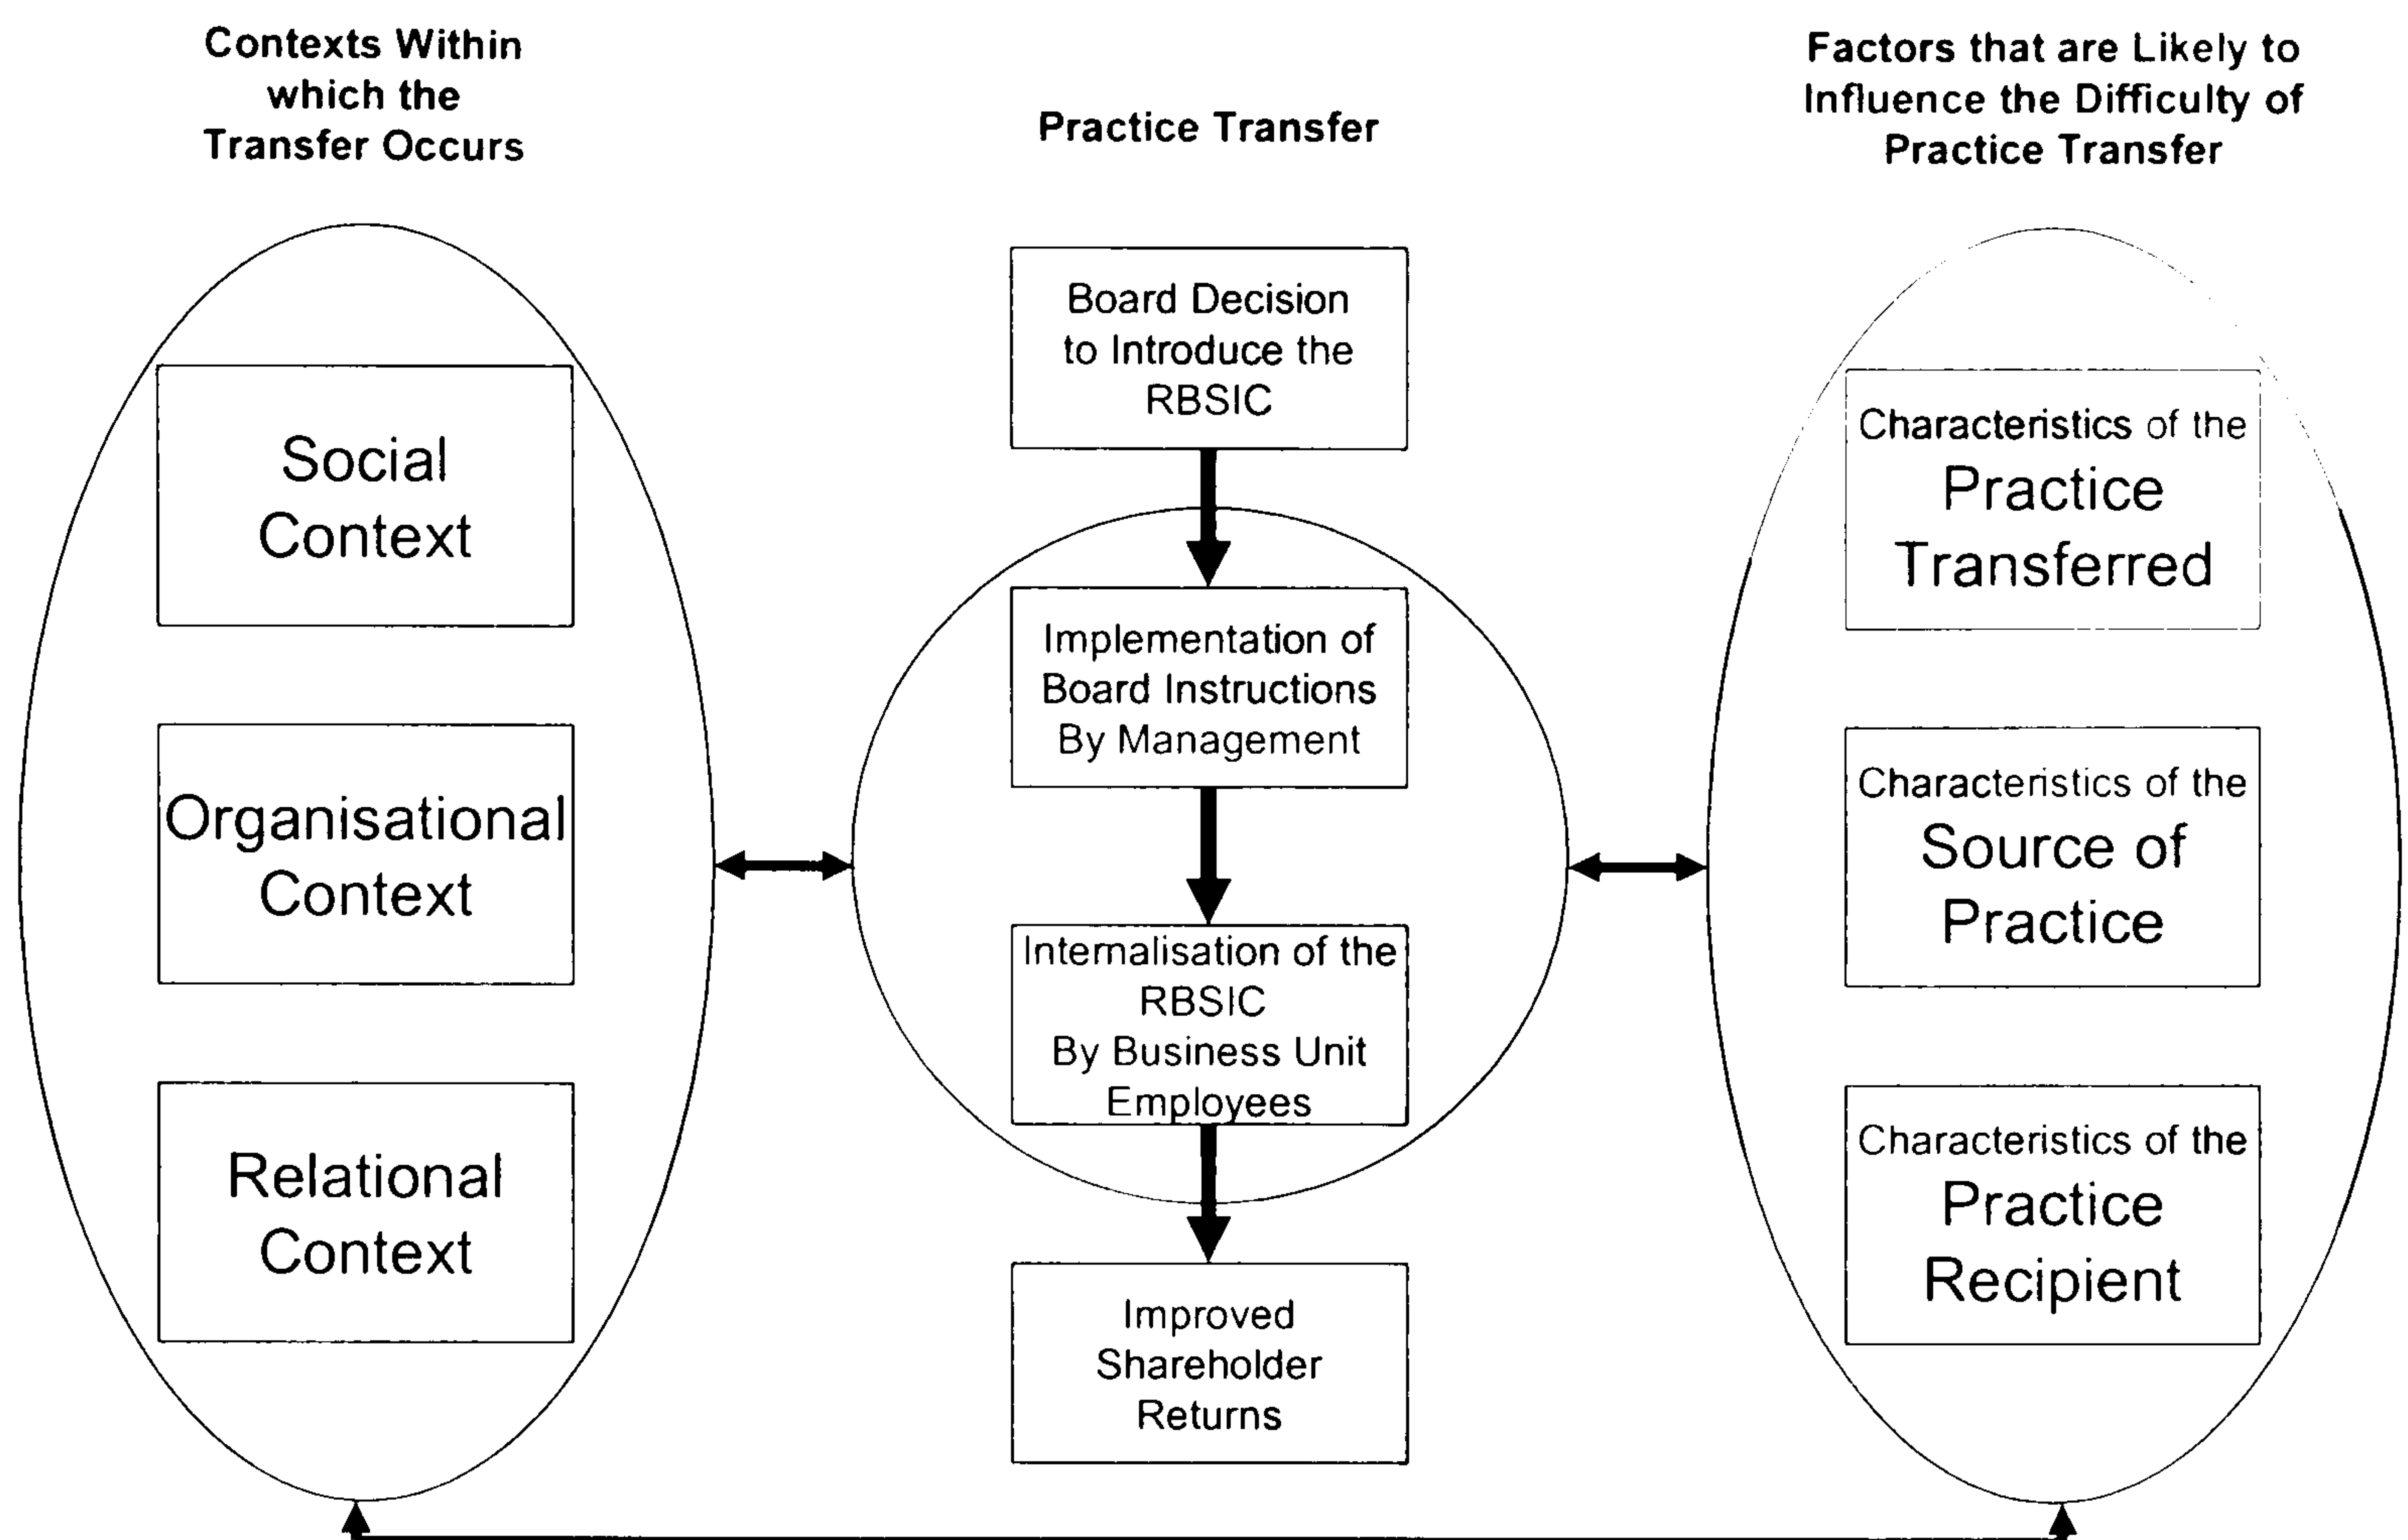 Contexts Within
which the
Transfer Occurs
Social
Context
Organisational
Context
Relational
Context
Practice Transfer
Board Decision
to Introduce the
RBSIC
Implementation of
Board Instructions
By Management
Internalisation of the
RBSIC
By Business Unit
Employees
Improved
Shareholder
Returns
Factors that are Likely to
Influence the Difficulty of
Practice Transfer
Characteristics of the
Practice
Transferred
Characteristics of the
Source of
Practice
Characteristics of the
Practice
Recipient